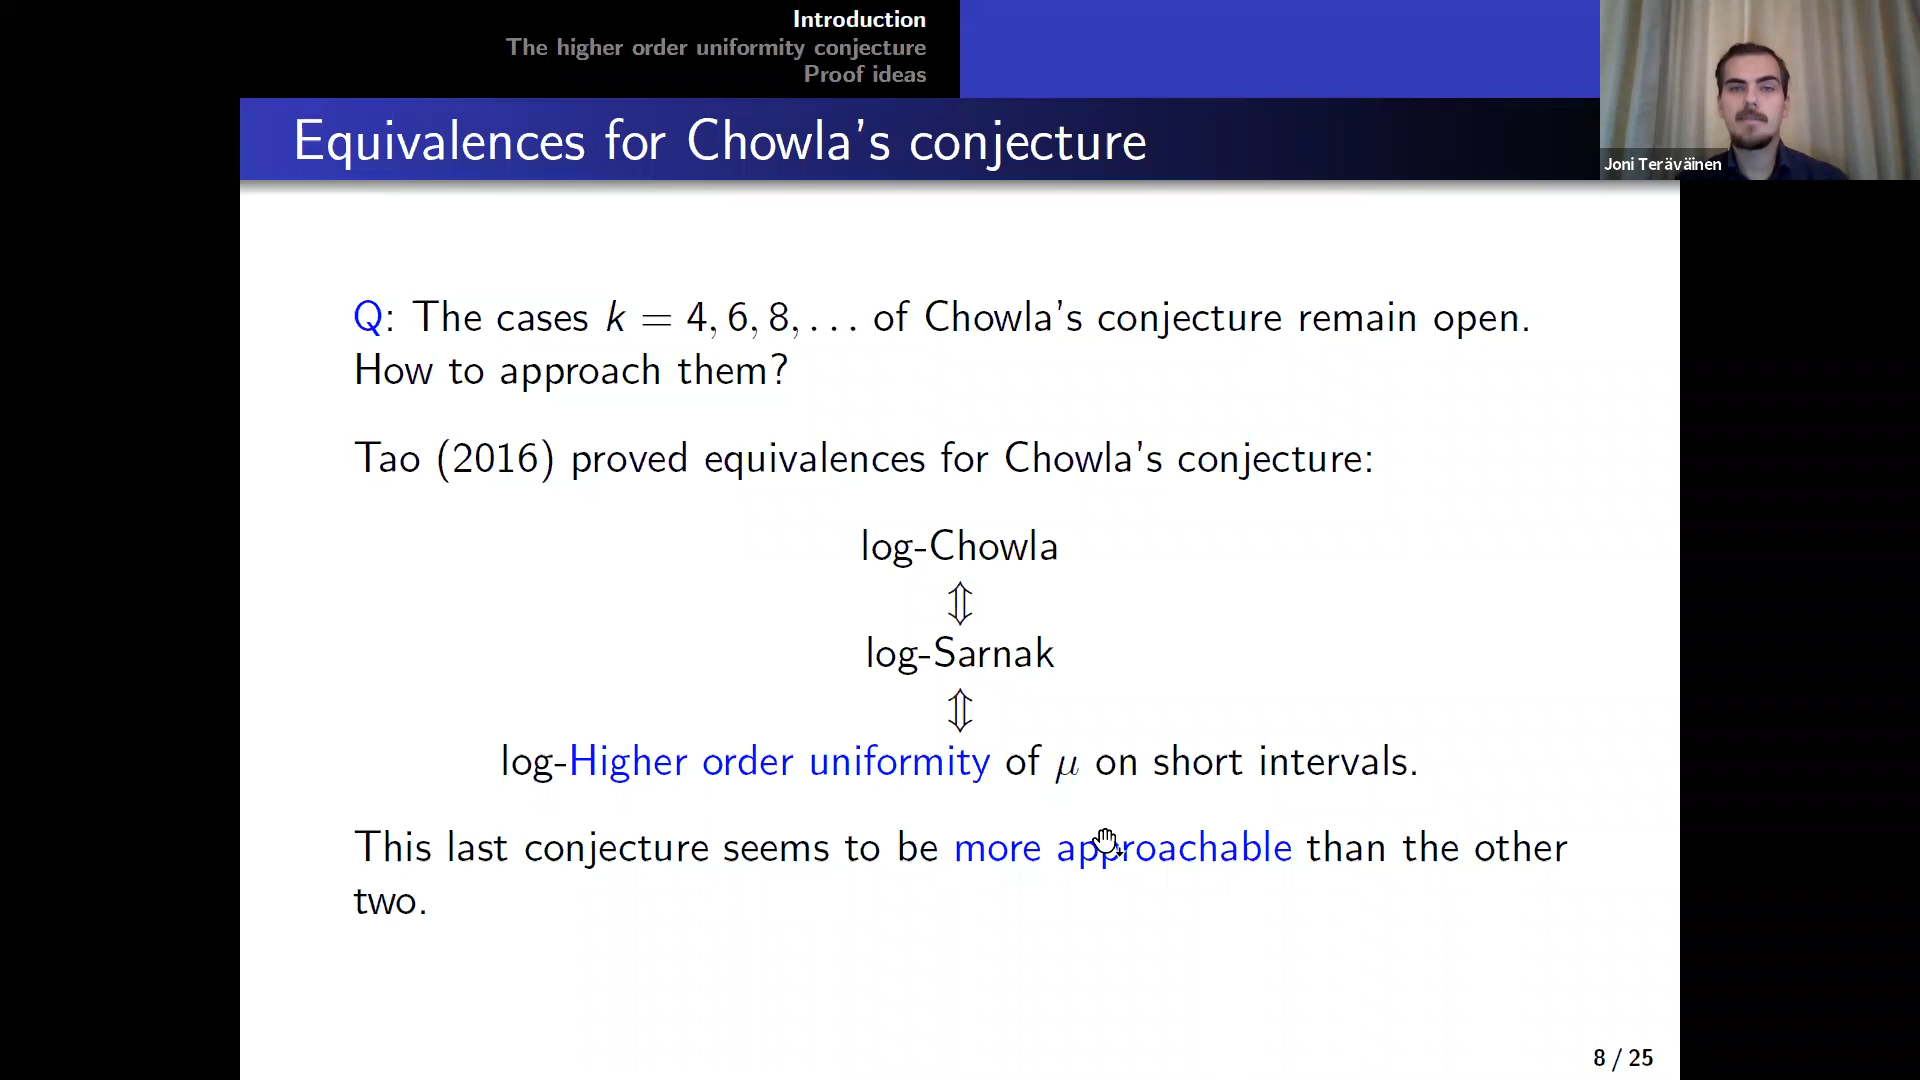 Introduction
The higher order uniformity conjecture
Proof ideas
Equivalences for Chowla's conjecture
Joni Teräväinen
Q: The cases k = 4, 6, 8, . . . of Chowla's conjecture remain open.
How to approach them?
Tao (2016) proved equivalences for Chowla's conjecture:
log-Chowla
⇕
log-Sarnak
⇕
log-Higher order uniformity of μ on short intervals.
This last conjecture seems to be more approachable than the other
two.
8 / 25